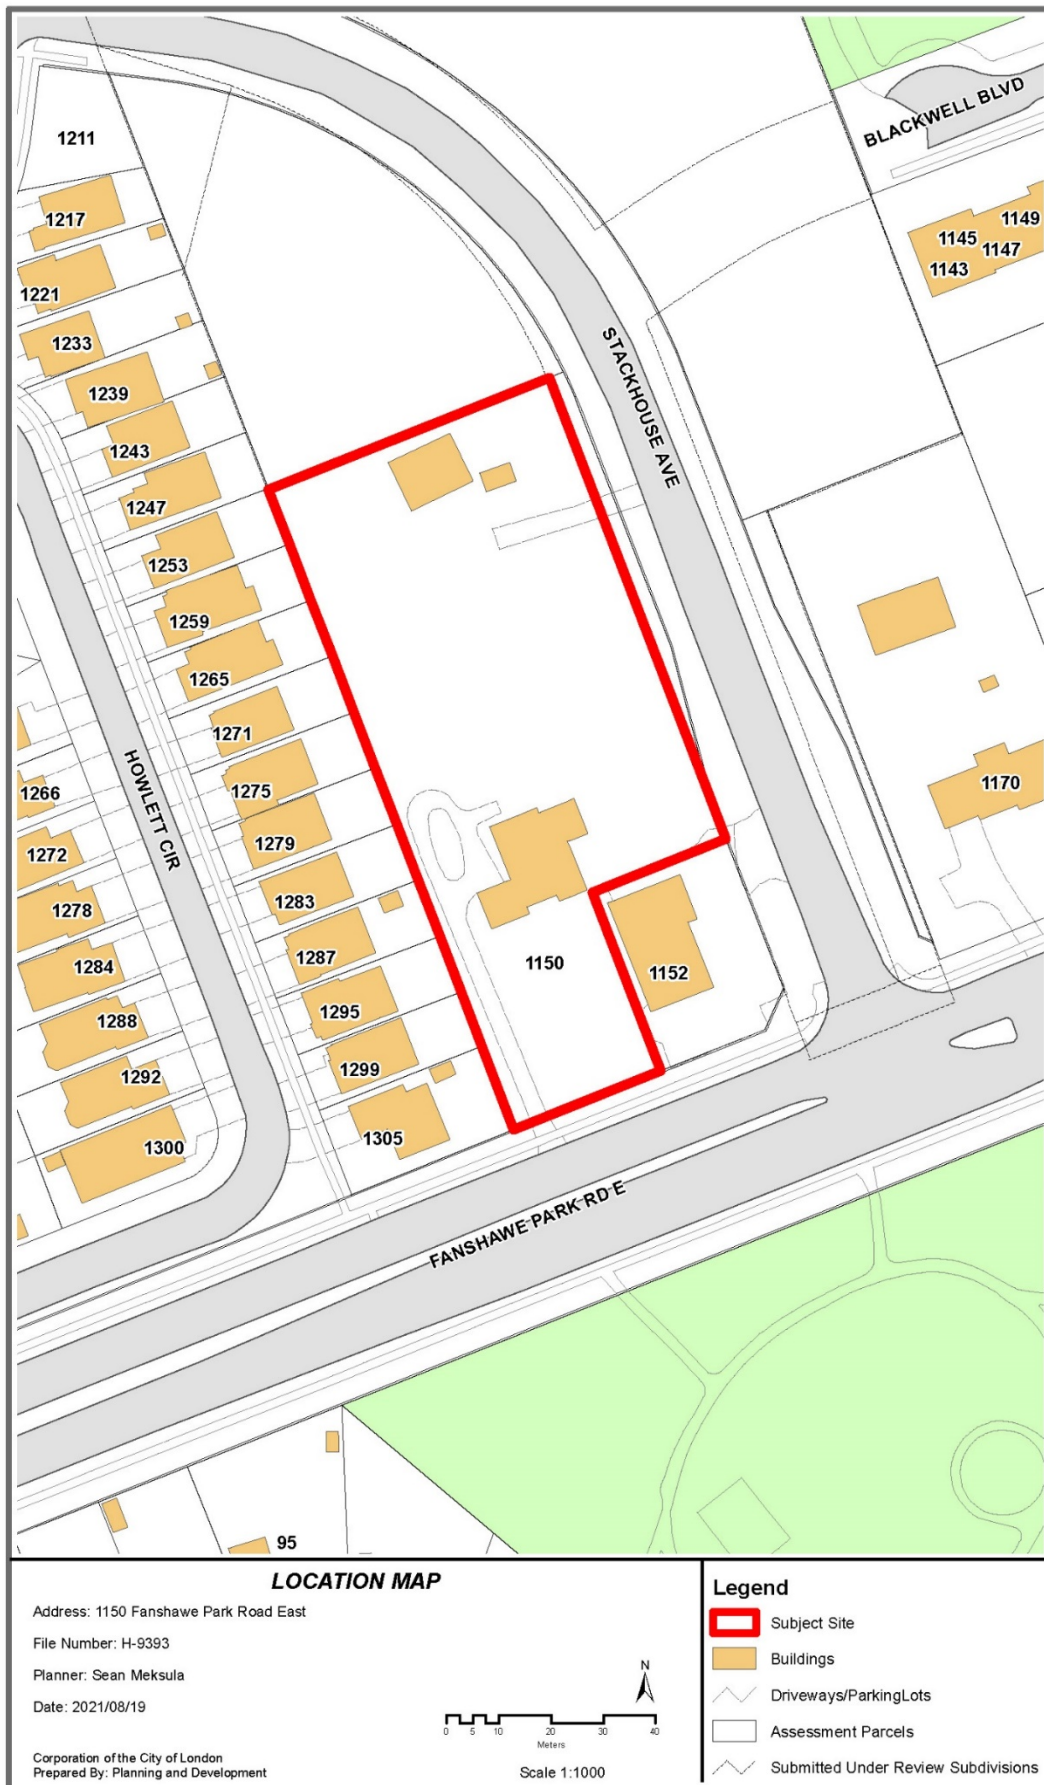 BLACKWELL BLVD
1211
1217
1149
1145
1147
1143
1221
1233
STACKHOUSE AVE
1239
1243
1247
1253
1259
1265
1271
HOWLETT CIR
1275
1266
1170
1279
1272
1283
1278
1287
1150
1152
1284
1295
1288
1299
1292
1305
1300
FANSHAWE PARK RD E
95
LOCATION MAP
Address: 1150 Fanshawe Park Road East
File Number: H-9393
Planner: Sean Meksula
Date: 2021/08/19
Corporation of the City of London
Prepared By: Planning and Development
N
0 5 10 20 30 40
Meters
Scale 1:1000
Legend
Subject Site
Buildings
Driveways/ParkingLots
Assessment Parcels
Submitted Under Review Subdivisions